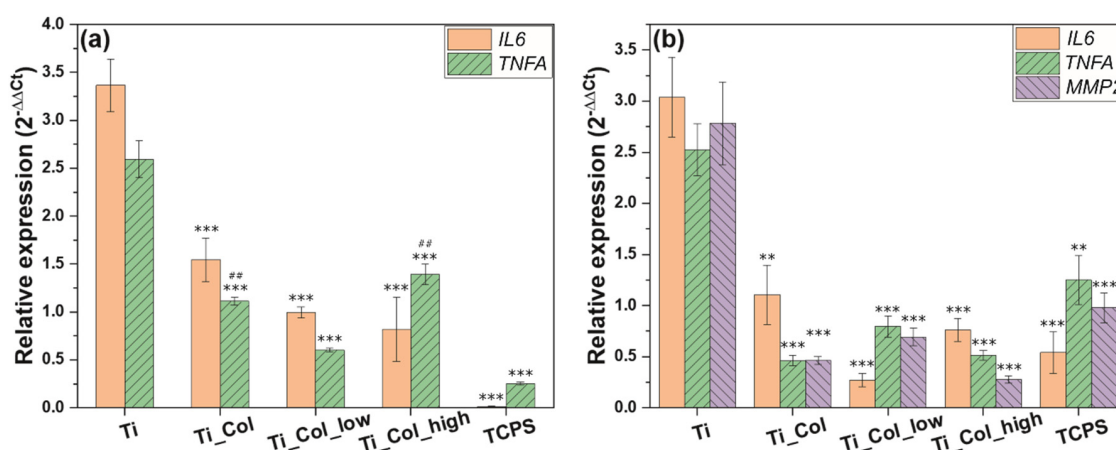 (a)
IL6
TNFA
Relative expression (2^-ΔΔCt)
4.0
3.5
3.0
2.5
2.0
1.5
1.0
0.5
0.0
***
##
***
***
***
***
##
***
***
***
Ti
Ti_Col
Ti_Col_low
Ti_Col_high
TCPS
(b)
IL6
TNFA
MMP2
Relative expression (2^-ΔΔCt)
3.5
3.0
2.5
2.0
1.5
1.0
0.5
0.0
**
***
***
***
***
***
***
***
***
***
**
***
Ti
Ti_Col
Ti_Col_low
Ti_Col_high
TCPS